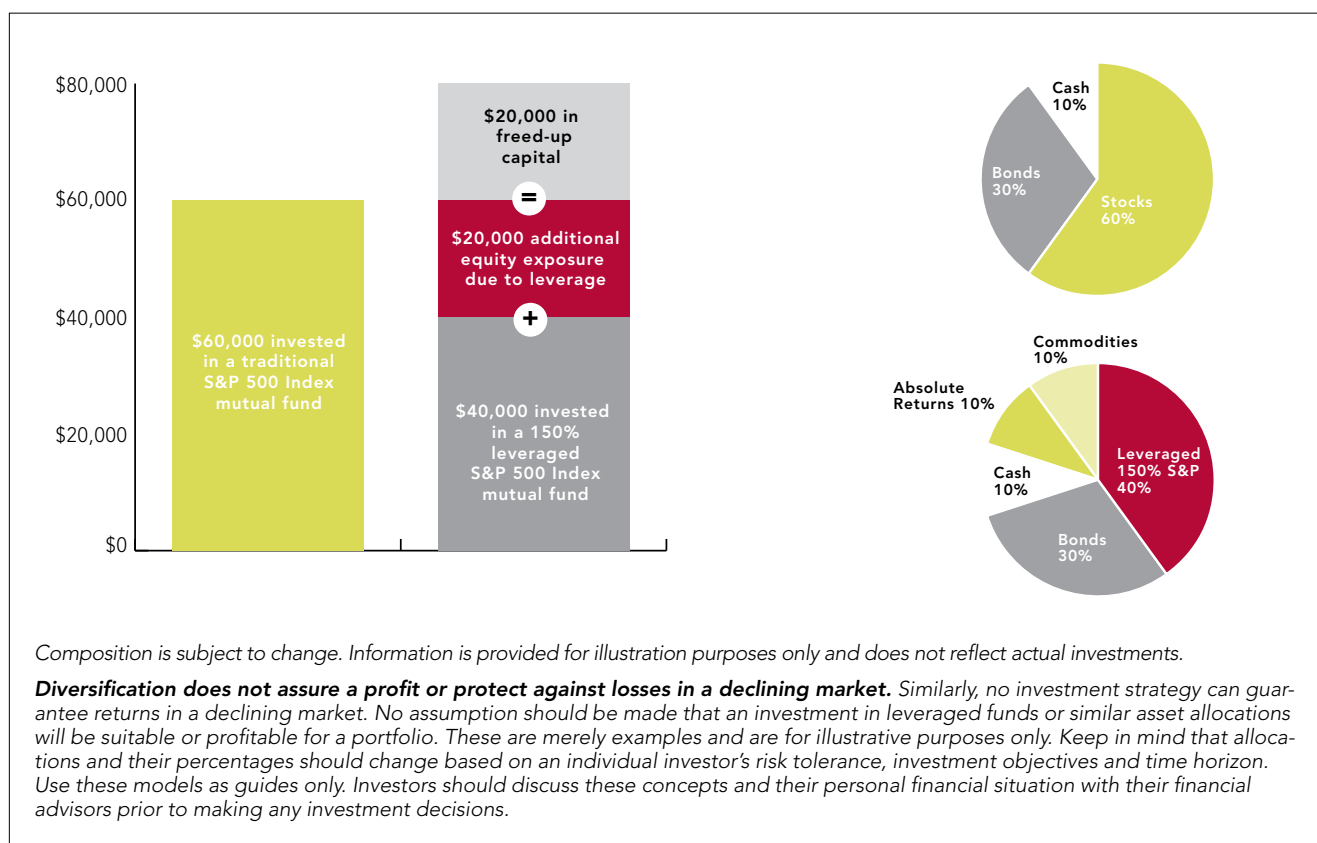 $80,000
$60,000
$40,000
$20,000
$0
$60,000 invested
in a traditional
S&P 500 Index
mutual fund
$20,000 in
freed-up
capital
=
$20,000 additional
equity exposure
due to leverage
+
$40,000 invested
in a 150%
leveraged
S&P 500 Index
mutual fund
Cash
10%
Bonds
30%
Stocks
60%
Commodities
10%
Absolute
Returns 10%
Leveraged
150% S&P
40%
Cash
10%
Bonds
30%
Composition is subject to change. Information is provided for illustration purposes only and does not reflect actual investments.
Diversification does not assure a profit or protect against losses in a declining market. Similarly, no investment strategy can guar-
antee returns in a declining market. No assumption should be made that an investment in leveraged funds or similar asset allocations
will be suitable or profitable for a portfolio. These are merely examples and are for illustrative purposes only. Keep in mind that alloca-
tions and their percentages should change based on an individual investor's risk tolerance, investment objectives and time horizon.
Use these models as guides only. Investors should discuss these concepts and their personal financial situation with their financial
advisors prior to making any investment decisions.